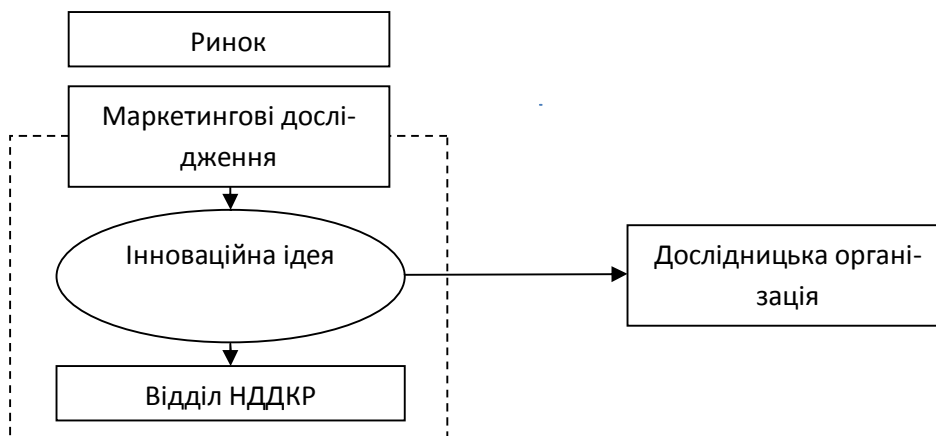 Ринок
Маркетингові дослі-
дження
Інноваційна ідея
Дослідницька органі-
зація
Відділ НДДКР